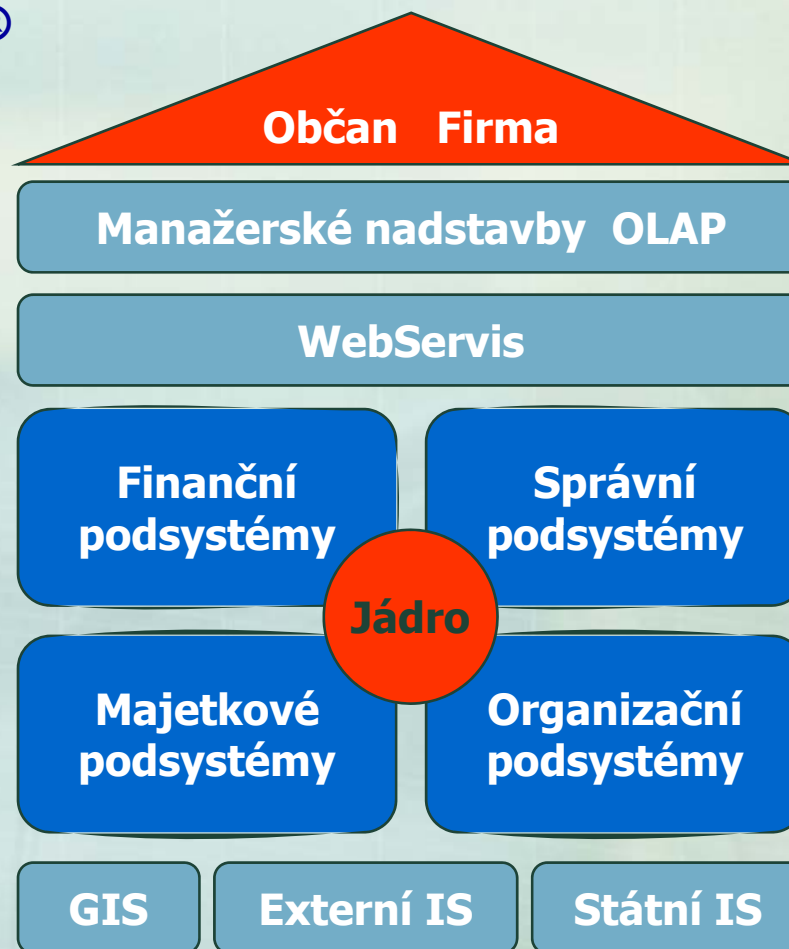 ®
Občan Firma
Manažerské nadstavby OLAP
WebServis
Finanční
podsystémy
Správní
podsystémy
Jádro
Majetkové
podsystémy
Organizační
podsystémy
GIS
Externí IS
Státní IS